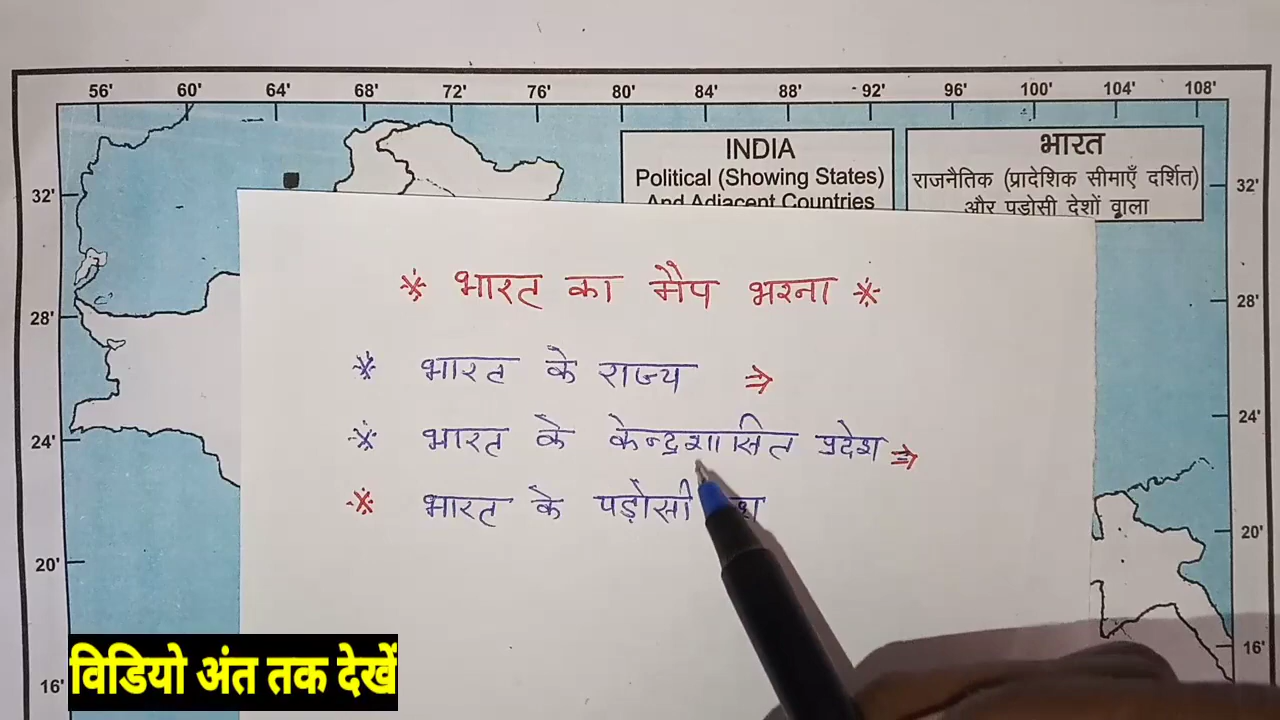 56' 60' 64' 68' 72' 76' 80' 84' 88' 92' 96' 100' 104' 108'
INDIA
Political (Showing States)
And Adjacent Countries
भारत
राजनैतिक (प्रादेशिक सीमाएँ दर्शित)
और पड़ोसी देशों वाला
32' 32'
28' 28'
24' 24'
20' 20'
16' 16'
* भारत का मैप भरना *
* भारत के राज्य ⇒
* भारत के केन्द्रशासित प्रदेश ⇒
* भारत के पड़ोसी
विडियो अंत तक देखें